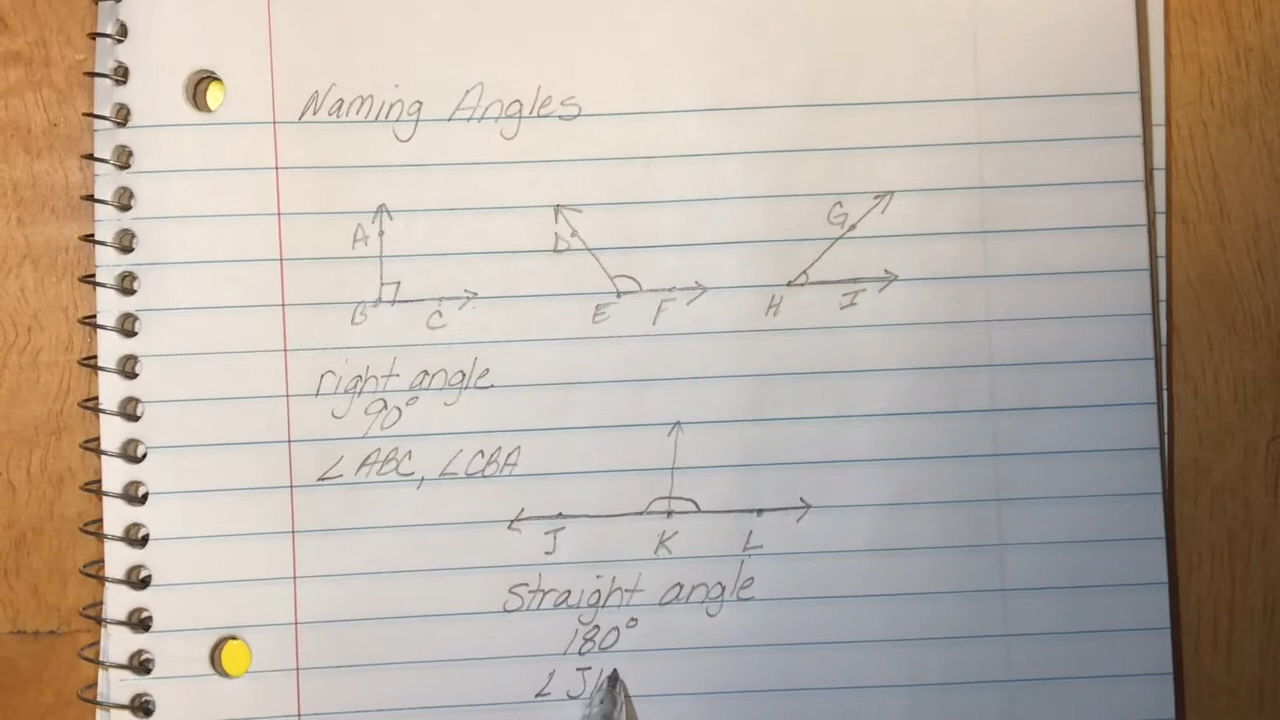 Naming Angles
A
B
C
D
E
F
G
H
I
right angle
90°
∠ABC, ∠CBA
J K L
Straight angle
180°
∠J